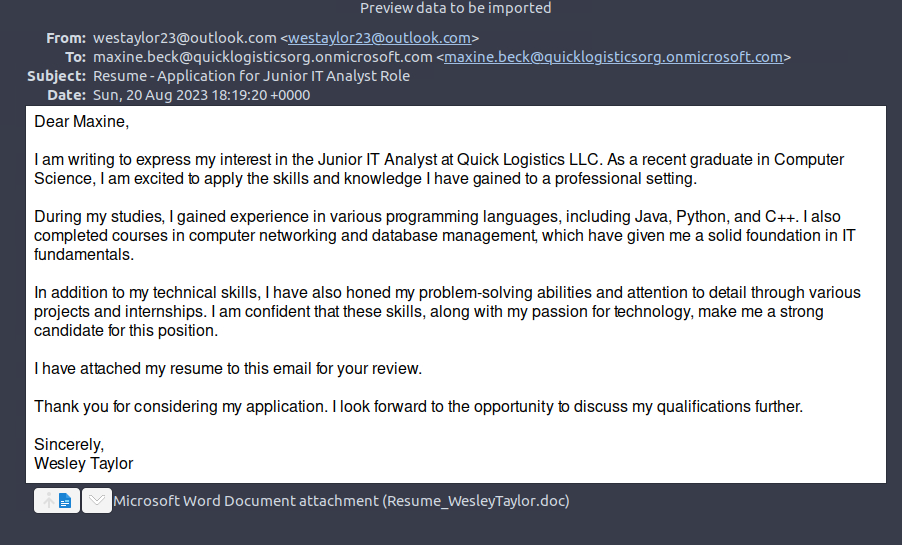 Preview data to be imported
From: westaylor23@outlook.com <westaylor23@outlook.com>
To: maxine.beck@quicklogisticsorg.onmicrosoft.com <maxine.beck@quicklogisticsorg.onmicrosoft.com>
Subject: Resume - Application for Junior IT Analyst Role
Date: Sun, 20 Aug 2023 18:19:20 +0000
Dear Maxine,
I am writing to express my interest in the Junior IT Analyst at Quick Logistics LLC. As a recent graduate in Computer
Science, I am excited to apply the skills and knowledge I have gained to a professional setting.
During my studies, I gained experience in various programming languages, including Java, Python, and C++. I also
completed courses in computer networking and database management, which have given me a solid foundation in IT
fundamentals.
In addition to my technical skills, I have also honed my problem-solving abilities and attention to detail through various
projects and internships. I am confident that these skills, along with my passion for technology, make me a strong
candidate for this position.
I have attached my resume to this email for your review.
Thank you for considering my application. I look forward to the opportunity to discuss my qualifications further.
Sincerely,
Wesley Taylor
Microsoft Word Document attachment (Resume_WesleyTaylor.doc)